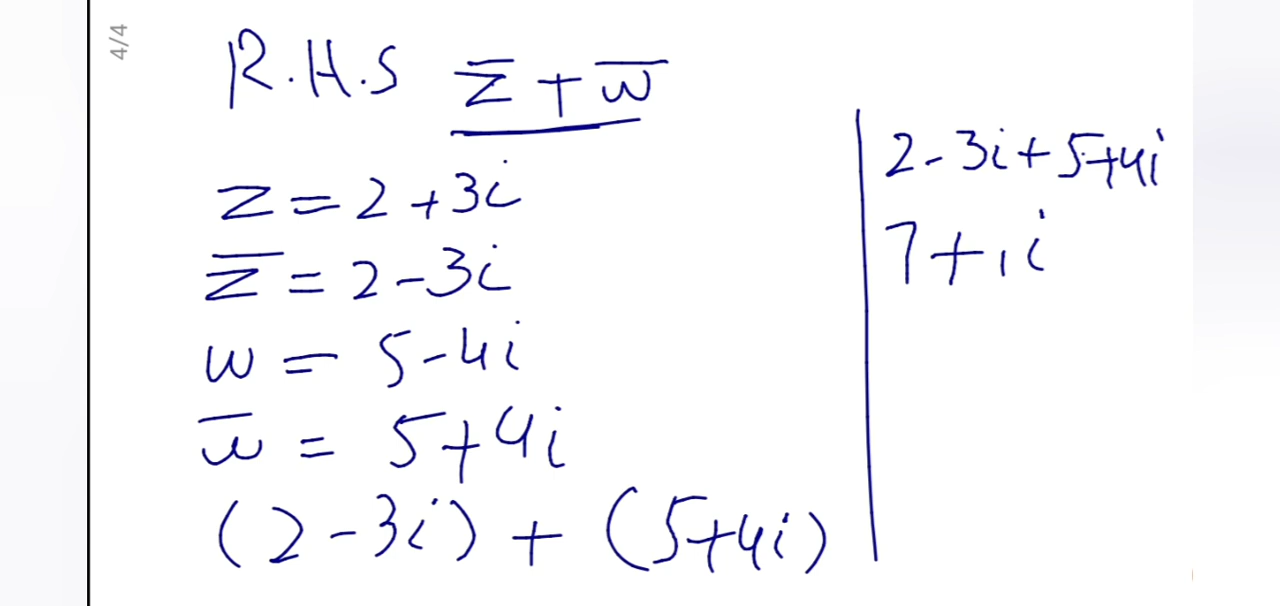 4/4
R.H.S z̅ + w̅
z = 2 + 3i
z̅ = 2 - 3i
w = 5 - 4i
w̅ = 5 + 4i
(2 - 3i) + (5 + 4i)
2 - 3i + 5 + 4i
7 + 1i